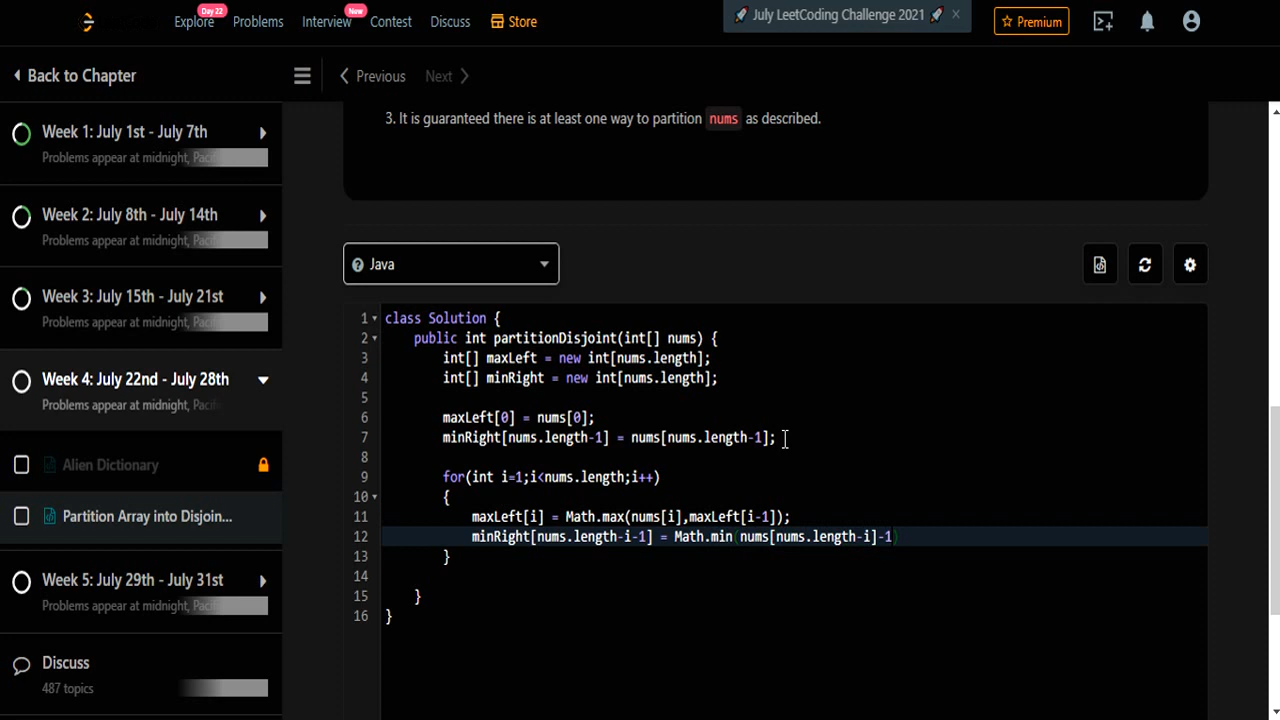 Day 22
New
Explore Problems Interview Contest Discuss Store
July LeetCoding Challenge 2021 ×
Premium
Back to Chapter
Previous Next
Week 1: July 1st - July 7th
Problems appear at midnight,
Week 2: July 8th - July 14th
Problems appear at midnight,
Week 3: July 15th - July 21st
Problems appear at midnight,
Week 4: July 22nd - July 28th
Problems appear at midnight,
Alien Dictionary
Partition Array into Disjoin...
Week 5: July 29th - July 31st
Problems appear at midnight,
Discuss
487 topics
3. It is guaranteed there is at least one way to partition nums as described.
Java
1 class Solution {
2 public int partitionDisjoint(int[] nums) {
3 int[] maxLeft = new int[nums.length];
4 int[] minRight = new int[nums.length];
5
6 maxLeft[0] = nums[0];
7 minRight[nums.length-1] = nums[nums.length-1];
8
9 for(int i=1;i<nums.length;i++)
10 {
11 maxLeft[i] = Math.max(nums[i],maxLeft[i-1]);
12 minRight[nums.length-i-1] = Math.min(nums[nums.length-i]-1)
13 }
14
15 }
16 }